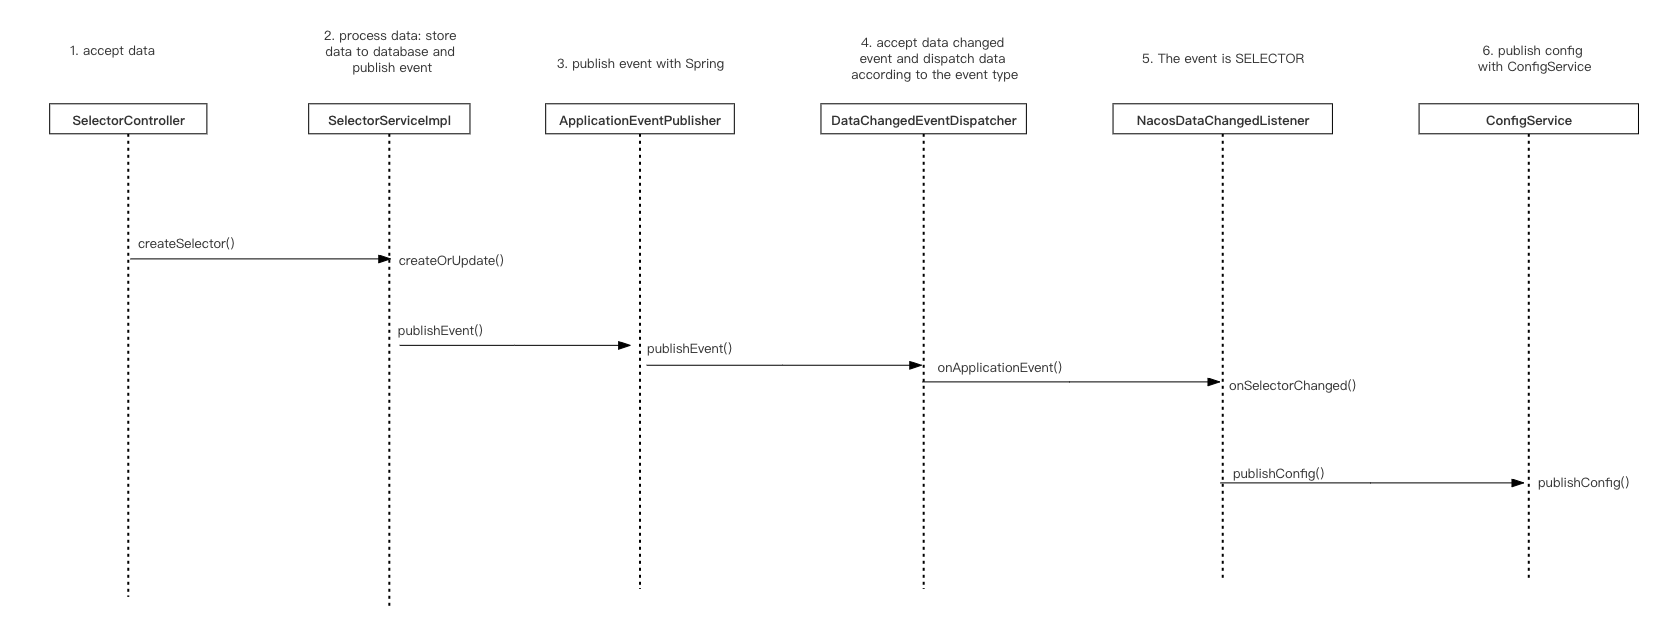 1. accept data
2. process data: store
data to database and
publish event
3. publish event with Spring
4. accept data changed
event and dispatch data
according to the event type
5. The event is SELECTOR
6. publish config
with ConfigService
SelectorController
SelectorServiceImpl
ApplicationEventPublisher
DataChangedEventDispatcher
NacosDataChangedListener
ConfigService
createSelector()
createOrUpdate()
publishEvent()
publishEvent()
onApplicationEvent()
onSelectorChanged()
publishConfig()
publishConfig()